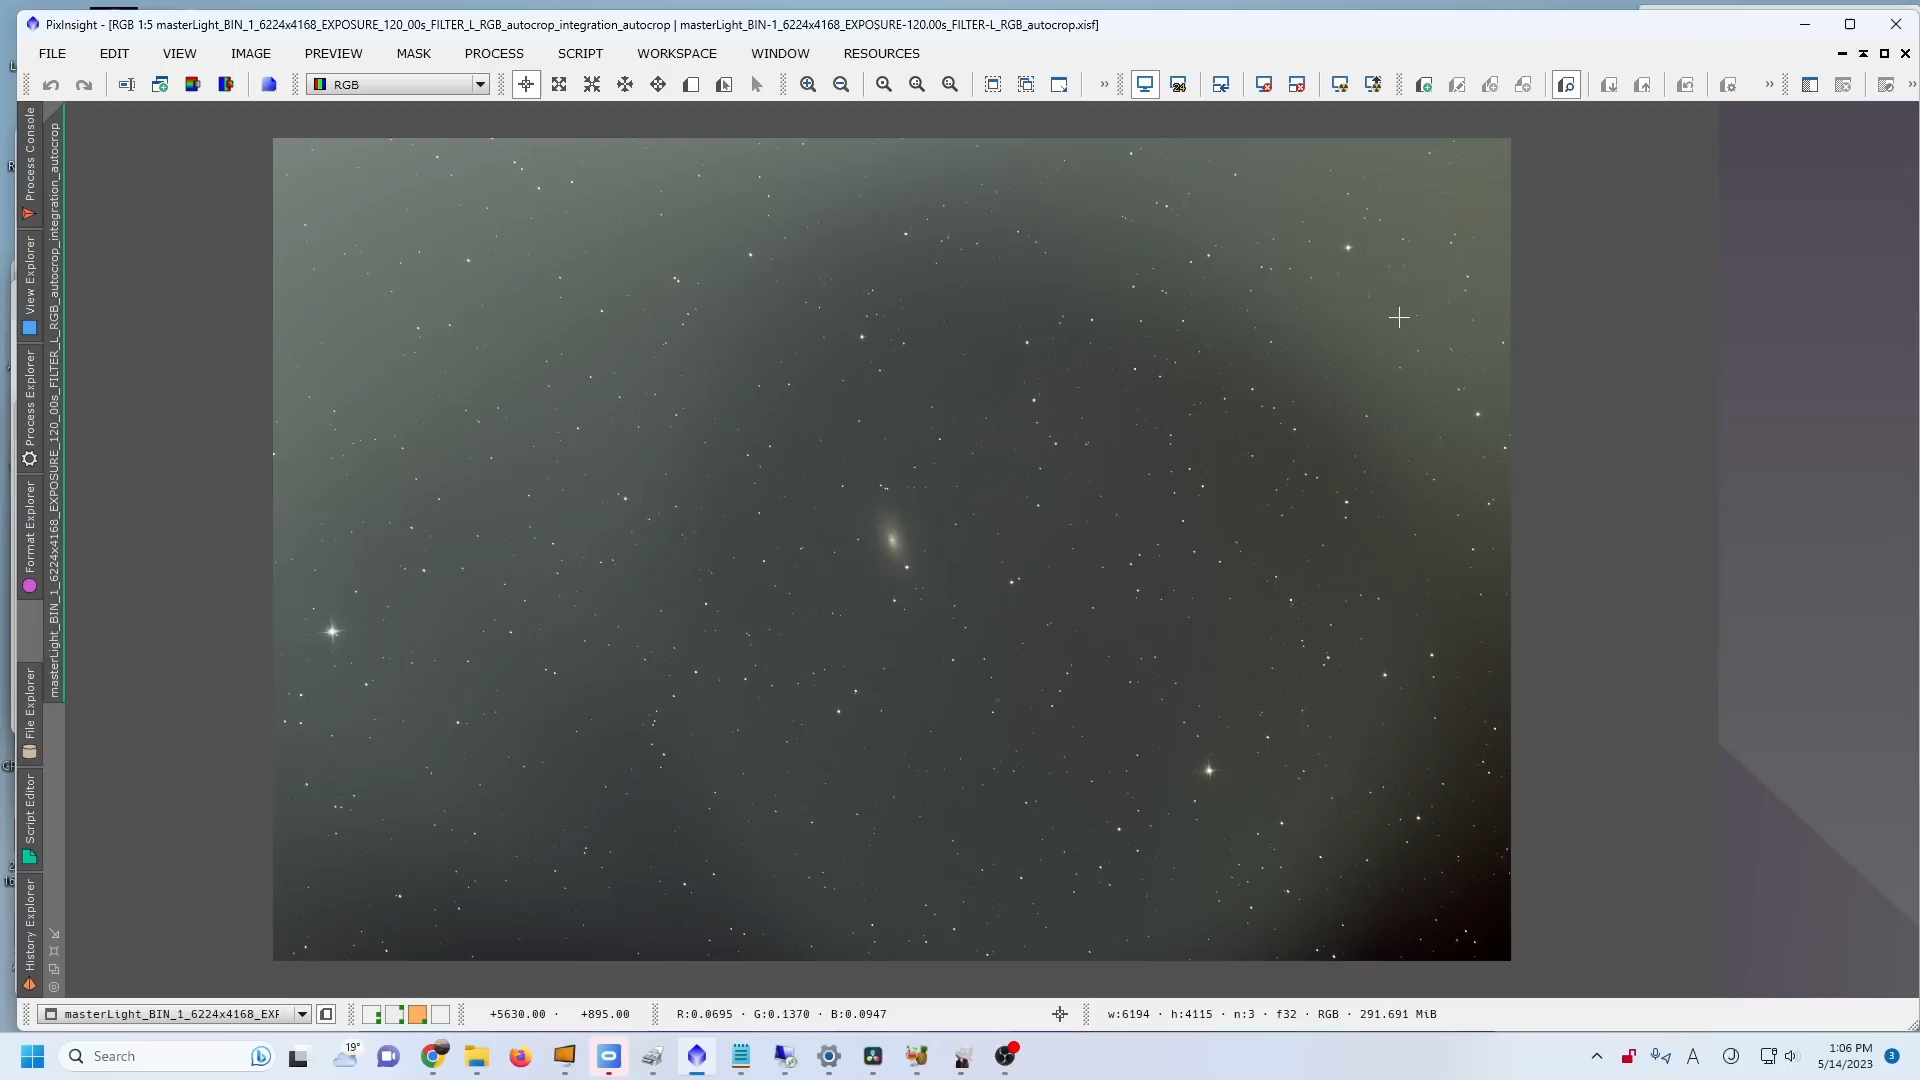 PixInsight - [RGB 1:5 masterLight_BIN_1_6224x4168_EXPOSURE_120_00s_FILTER_L_RGB_autocrop_integration_autocrop | masterLight_BIN-1_6224x4168_EXPOSURE-120.00s_FILTER-L_RGB_autocrop.xisf]
FILE EDIT VIEW IMAGE PREVIEW MASK PROCESS SCRIPT WORKSPACE WINDOW RESOURCES
RGB
24
Process Console
View Explorer
Process Explorer
Format Explorer
File Explorer
Script Editor
History Explorer
masterLight_BIN_1_6224x4168_EXPOSURE_120_00s_FILTER_L_RGB_autocrop_integration_autocrop
masterLight_BIN_1_6224x4168_EXF
+5630.00 · +895.00
R:0.0695 · G:0.1370 · B:0.0947
w:6194 · h:4115 · n:3 · f32 · RGB · 291.691 MiB
Search
19°
1:06 PM
5/14/2023
3